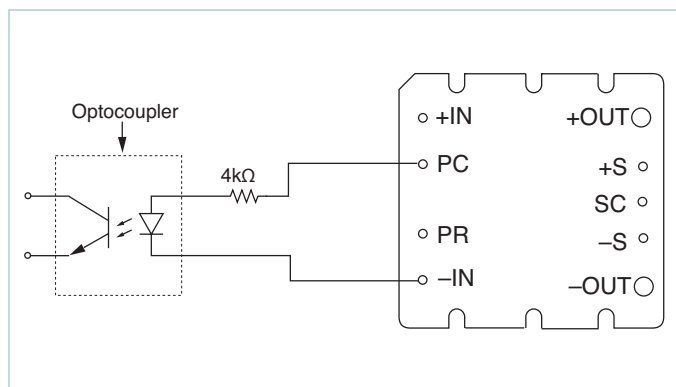 Optocoupler
4kΩ
+IN
PC
PR
–IN
+OUT
+S
SC
–S
–OUT